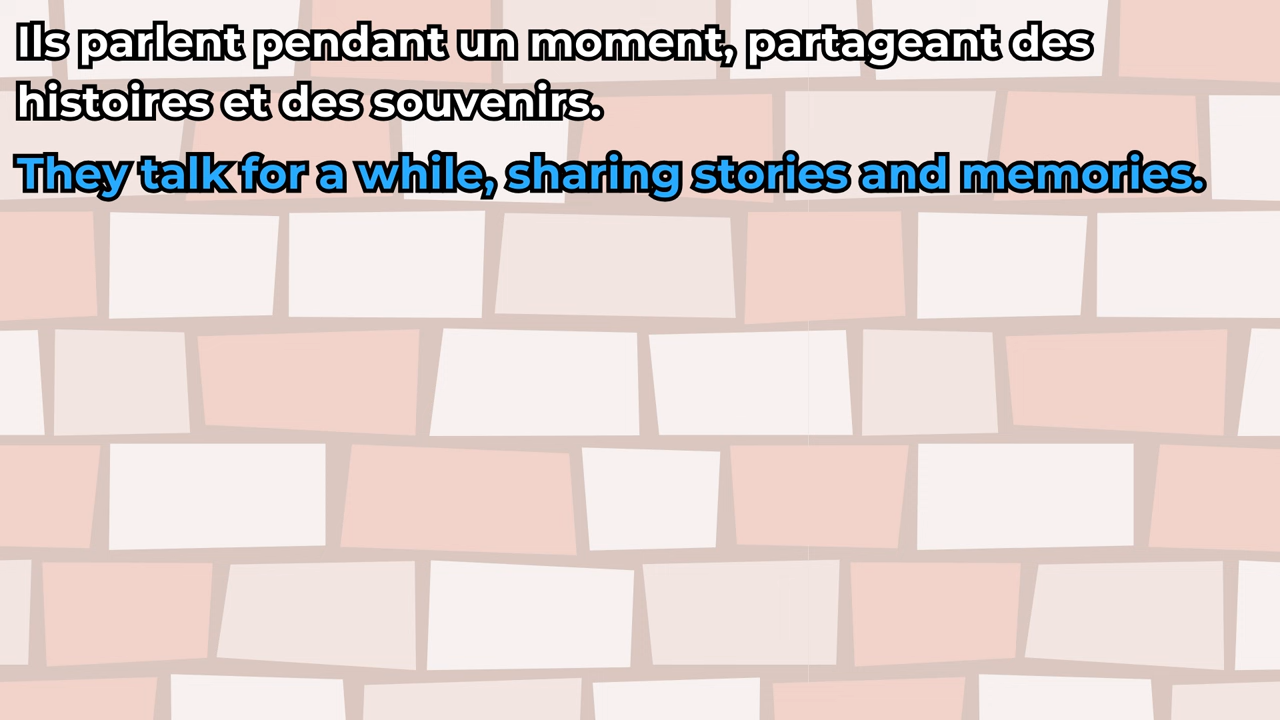 Ils parlent pendant un moment, partageant des
histoires et des souvenirs.
They talk for a while, sharing stories and memories.